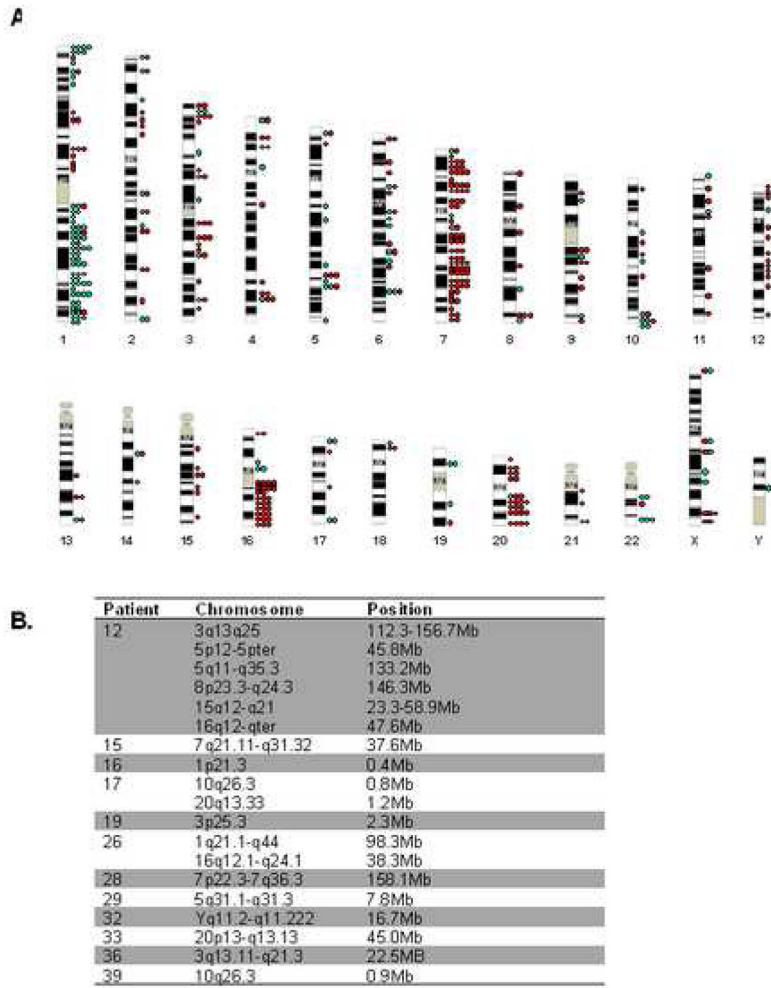 A
1 2 3 4 5 6 7 8 9 10 11 12
13 14 15 16 17 18 19 20 21 22 X Y
B.
Patient Chromosome Position
12 3q13q25 112.3-156.7Mb
5p12-5pter 45.8Mb
5q11-q35.3 133.2Mb
8p23.3-q24.3 146.3Mb
15q12-q21 23.3-58.9Mb
16q12-qter 47.6Mb
15 7q21.11-q31.32 37.6Mb
16 1p21.3 0.4Mb
17 10q26.3 0.8Mb
20q13.33 1.2Mb
19 3p25.3 2.3Mb
26 1q21.1-q44 98.3Mb
16q12.1-q24.1 38.3Mb
28 7p22.3-7q36.3 158.1Mb
29 5q31.1-q31.3 7.8Mb
32 Yq11.2-q11.222 16.7Mb
33 20p13-q13.13 45.0Mb
36 3q13.11-q21.3 22.5MB
39 10q26.3 0.9Mb